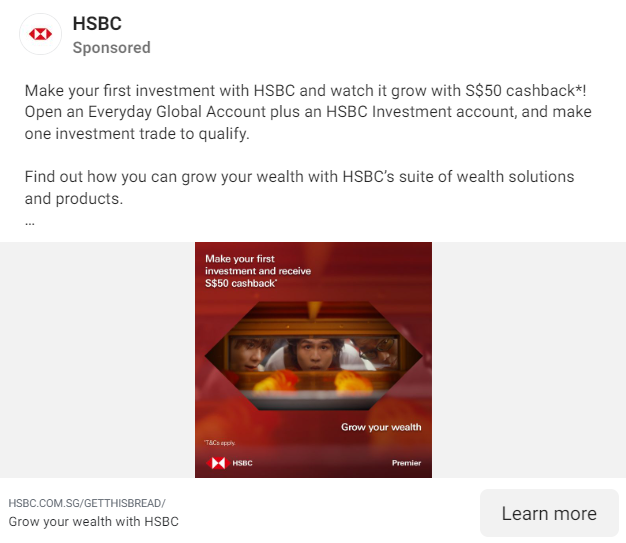 HSBC
Sponsored
Make your first investment with HSBC and watch it grow with S$50 cashback*!
Open an Everyday Global Account plus an HSBC Investment account, and make
one investment trade to qualify.
Find out how you can grow your wealth with HSBC’s suite of wealth solutions
and products.
...
Make your first
investment and receive
S$50 cashback*
Grow your wealth
*T&Cs apply.
HSBC
Premier
HSBC.COM.SG/GETTHISBREAD/
Grow your wealth with HSBC
Learn more